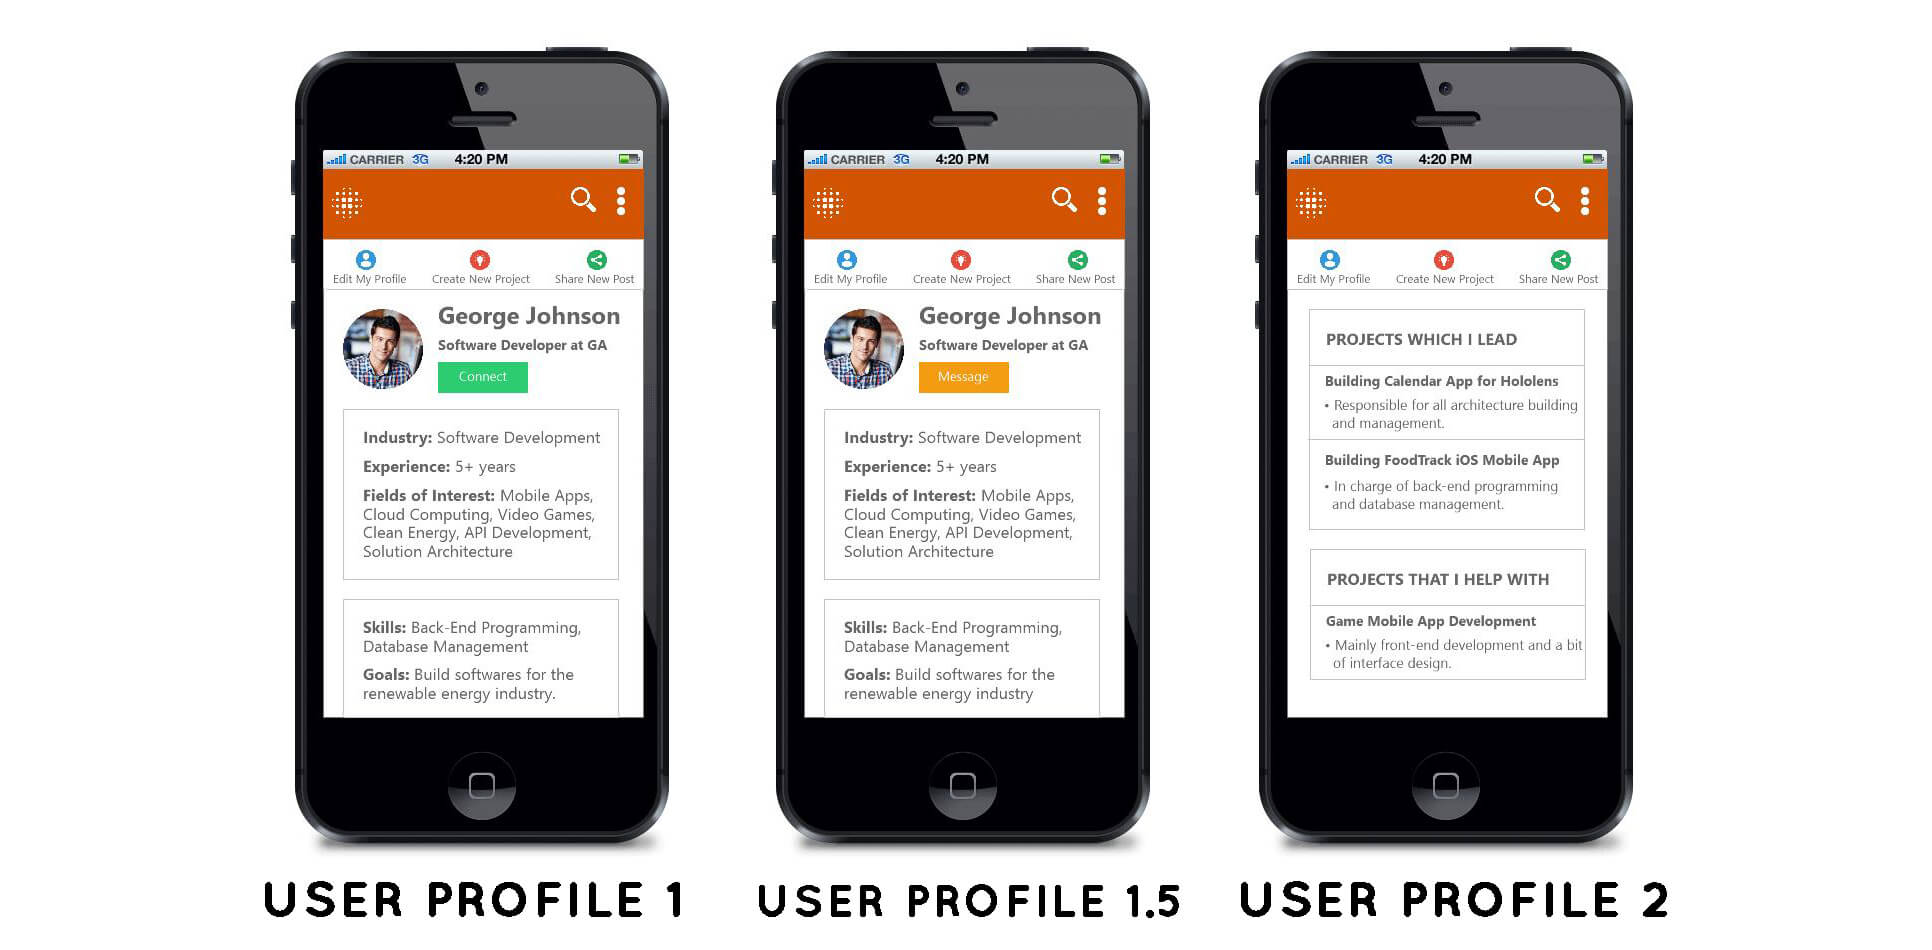 CARRIER 3G 4:20 PM
Edit My Profile Create New Project Share New Post
George Johnson
Software Developer at GA
Connect
Industry: Software Development
Experience: 5+ years
Fields of Interest: Mobile Apps,
Cloud Computing, Video Games,
Clean Energy, API Development,
Solution Architecture
Skills: Back-End Programming,
Database Management
Goals: Build softwares for the
renewable energy industry.
USER PROFILE 1
CARRIER 3G 4:20 PM
Edit My Profile Create New Project Share New Post
George Johnson
Software Developer at GA
Message
Industry: Software Development
Experience: 5+ years
Fields of Interest: Mobile Apps,
Cloud Computing, Video Games,
Clean Energy, API Development,
Solution Architecture
Skills: Back-End Programming,
Database Management
Goals: Build softwares for the
renewable energy industry
USER PROFILE 1.5
CARRIER 3G 4:20 PM
Edit My Profile Create New Project Share New Post
PROJECTS WHICH I LEAD
Building Calendar App for Hololens
• Responsible for all architecture building
and management.
Building FoodTrack iOS Mobile App
• In charge of back-end programming
and database management.
PROJECTS THAT I HELP WITH
Game Mobile App Development
• Mainly front-end development and a bit
of interface design.
USER PROFILE 2